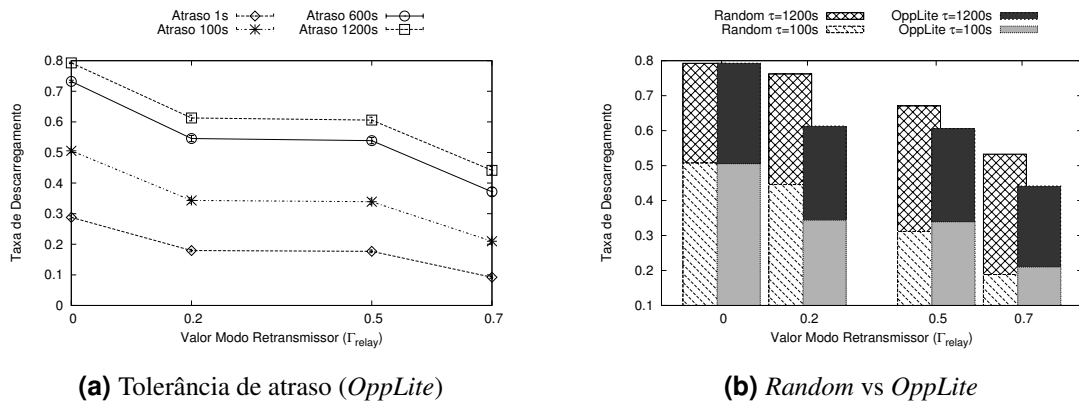 Atraso 1s
Atraso 100s
Atraso 600s
Atraso 1200s
Taxa de Descarregamento
0.8
0.7
0.6
0.5
0.4
0.3
0.2
0.1
0
0 0.2 0.5 0.7
Valor Modo Retransmissor (Γrelay)
(a) Tolerância de atraso (OppLite)
Random τ=1200s
Random τ=100s
OppLite τ=1200s
OppLite τ=100s
Taxa de Descarregamento
0.8
0.7
0.6
0.5
0.4
0.3
0.2
0.1
0 0.2 0.5 0.7
Valor Modo Retransmissor (Γrelay)
(b) Random vs OppLite